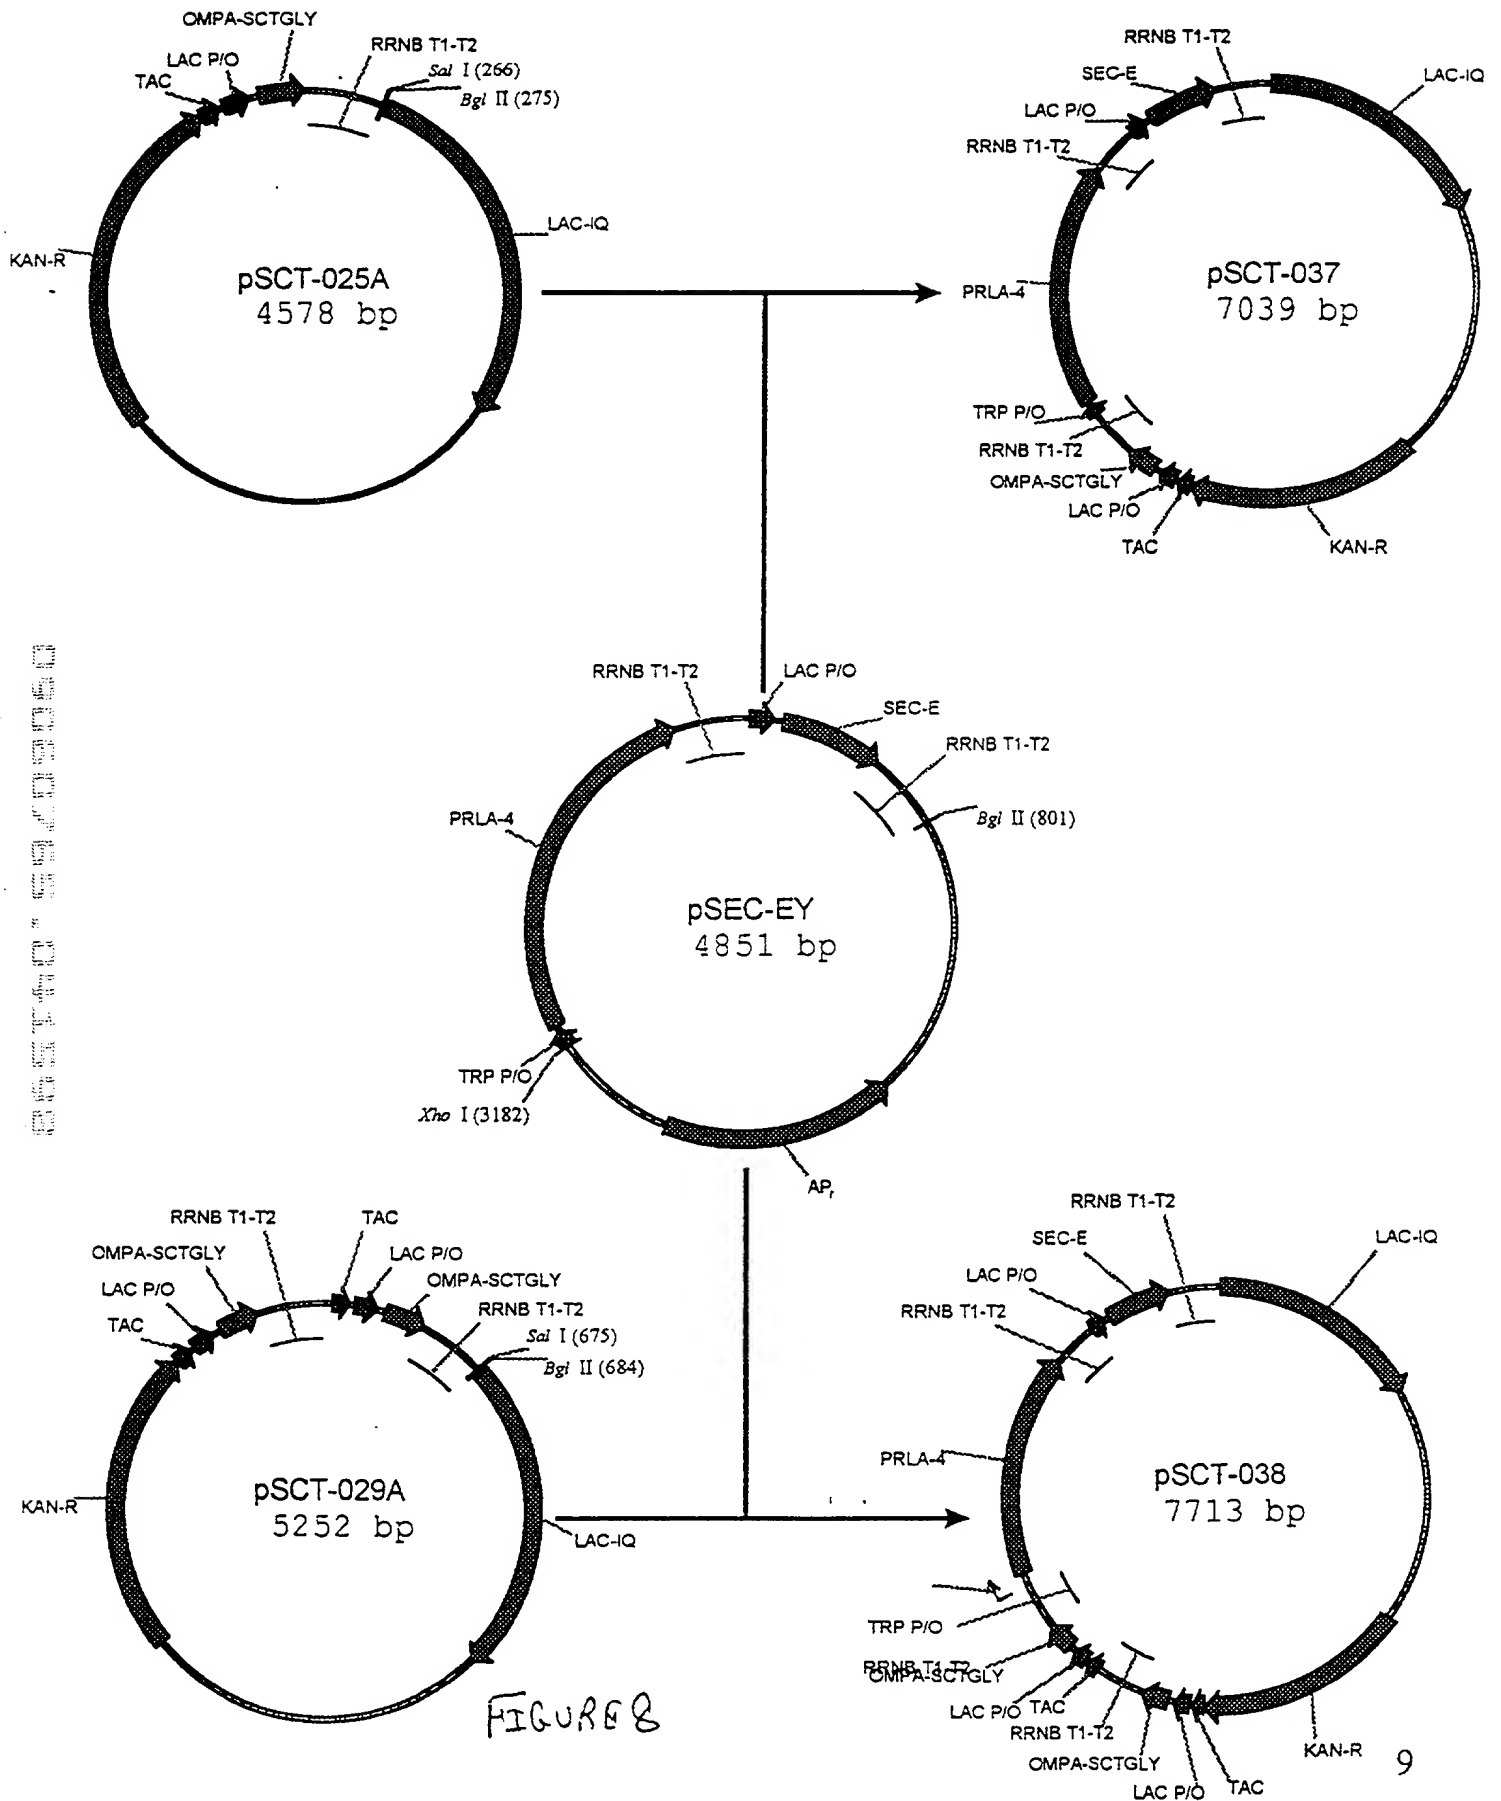 OMPA-SCTGLY
RRNB T1-T2
LAC P/O
Sal I (266)
TAC
Bgl II (275)
LAC-IQ
KAN-R
pSCT-025A
4578 bp
RRNB T1-T2
SEC-E
LAC-IQ
LAC P/O
RRNB T1-T2
pSCT-037
7039 bp
PRLA-4
TRP P/O
RRNB T1-T2
OMPA-SCTGLY
LAC P/O
TAC
KAN-R
RRNB T1-T2
LAC P/O
SEC-E
RRNB T1-T2
PRLA-4
Bgl II (801)
pSEC-EY
4851 bp
TRP P/O
Xho I (3182)
APr
RRNB T1-T2
TAC
OMPA-SCTGLY
LAC P/O
LAC P/O
OMPA-SCTGLY
TAC
RRNB T1-T2
Sal I (675)
Bgl II (684)
pSCT-029A
5252 bp
KAN-R
LAC-IQ
RRNB T1-T2
SEC-E
LAC-IQ
LAC P/O
RRNB T1-T2
PRLA-4
pSCT-038
7713 bp
TRP P/O
RRNB T1-T2
OMPA-SCTGLY
LAC P/O
TAC
RRNB T1-T2
OMPA-SCTGLY
LAC P/O
TAC
KAN-R
FIGURE 8
9